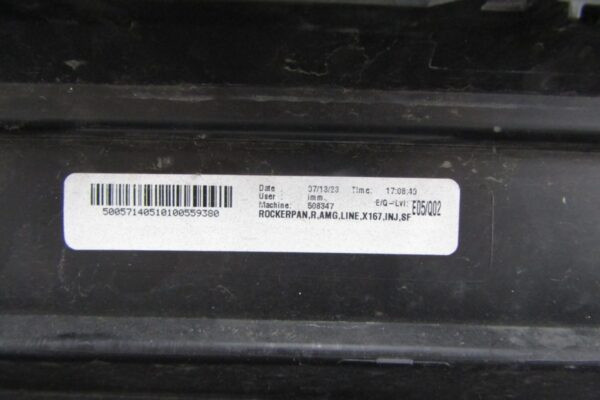 Date : 07/13/23 Time: 17:08:40
User : imm.
Machine: 508347 E/Q-Lvl: E05/Q02
50057140510100559380
ROCKERPAN,R,AMG,LINE,X167,INJ,SF